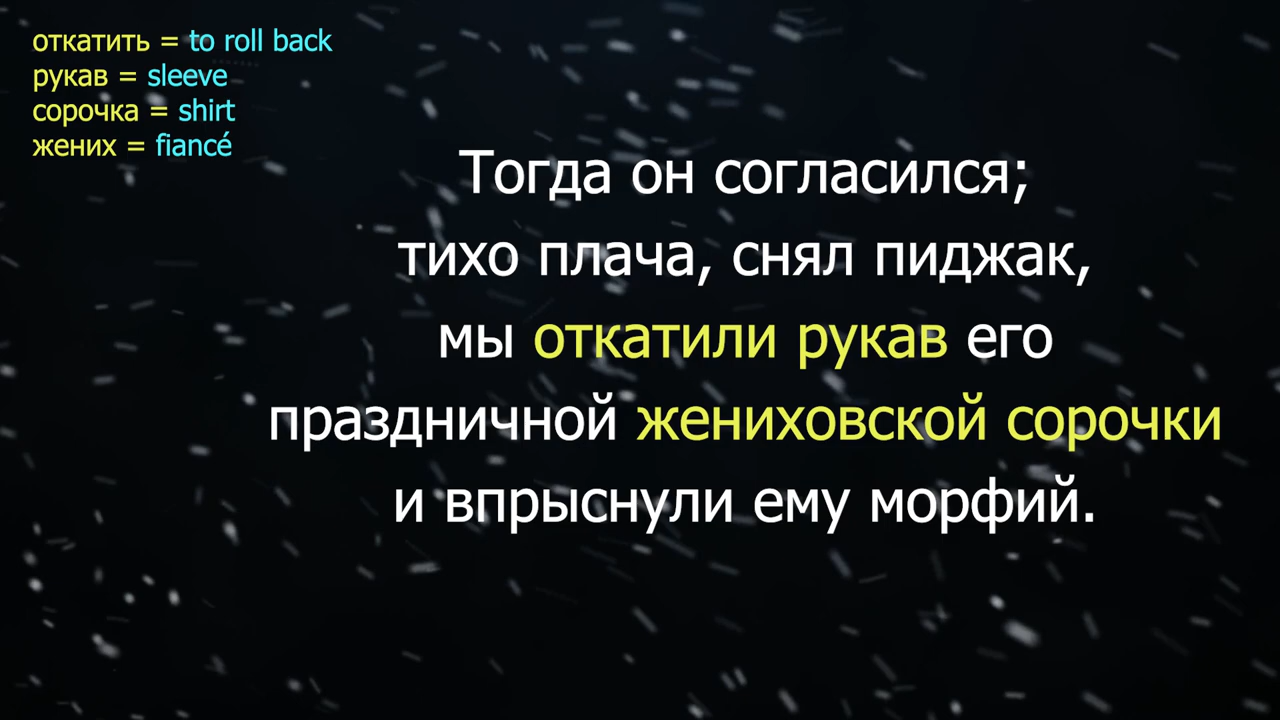 откатить = to roll back
рукав = sleeve
сорочка = shirt
жених = fiancé
Тогда он согласился;
тихо плача, снял пиджак,
мы откатили рукав его
праздничной жениховской сорочки
и впрыснули ему морфий.